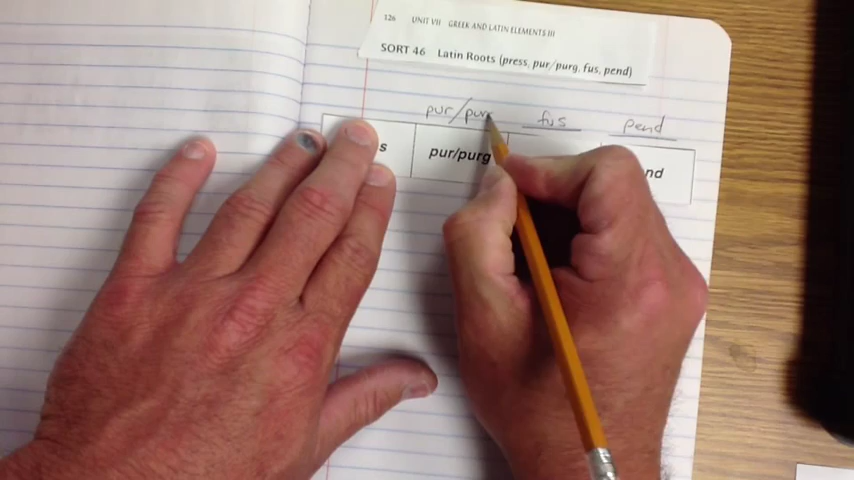 126 UNIT VII GREEK AND LATIN ELEMENTS III
SORT 46 Latin Roots (press, pur/purg, fus, pend)
pur/purg fus pend
s pur/purg nd